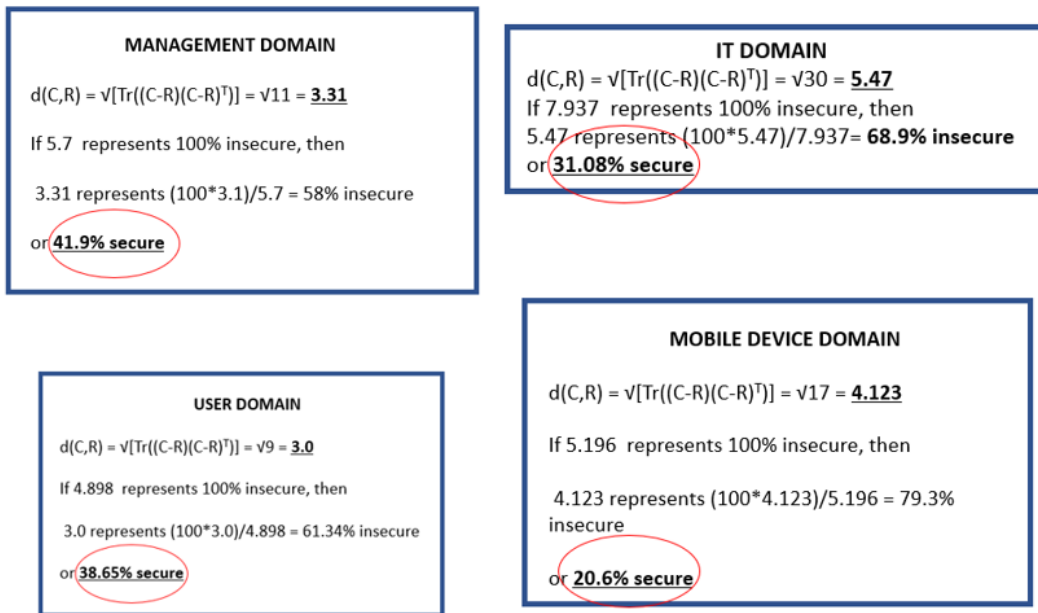 MANAGEMENT DOMAIN
d(C,R) = √[Tr((C-R)(C-R)ᵀ)] = √11 = 3.31
If 5.7 represents 100% insecure, then
3.31 represents (100*3.1)/5.7 = 58% insecure
or 41.9% secure
IT DOMAIN
d(C,R) = √[Tr((C-R)(C-R)ᵀ)] = √30 = 5.47
If 7.937 represents 100% insecure, then
5.47 represents (100*5.47)/7.937= 68.9% insecure
or 31.08% secure
USER DOMAIN
d(C,R) = √[Tr((C-R)(C-R)ᵀ)] = √9 = 3.0
If 4.898 represents 100% insecure, then
3.0 represents (100*3.0)/4.898 = 61.34% insecure
or 38.65% secure
MOBILE DEVICE DOMAIN
d(C,R) = √[Tr((C-R)(C-R)ᵀ)] = √17 = 4.123
If 5.196 represents 100% insecure, then
4.123 represents (100*4.123)/5.196 = 79.3%
insecure
or 20.6% secure